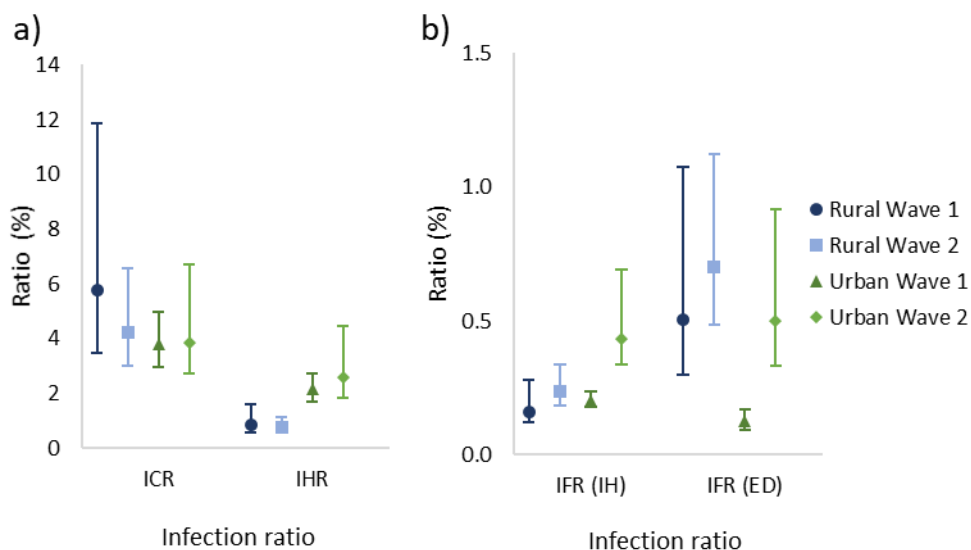 a)
14
12
10
8
6
4
2
0
Ratio (%)
ICR
IHR
Infection ratio
b)
1.5
1.0
0.5
0.0
Ratio (%)
IFR (IH)
IFR (ED)
Infection ratio
Rural Wave 1
Rural Wave 2
Urban Wave 1
Urban Wave 2